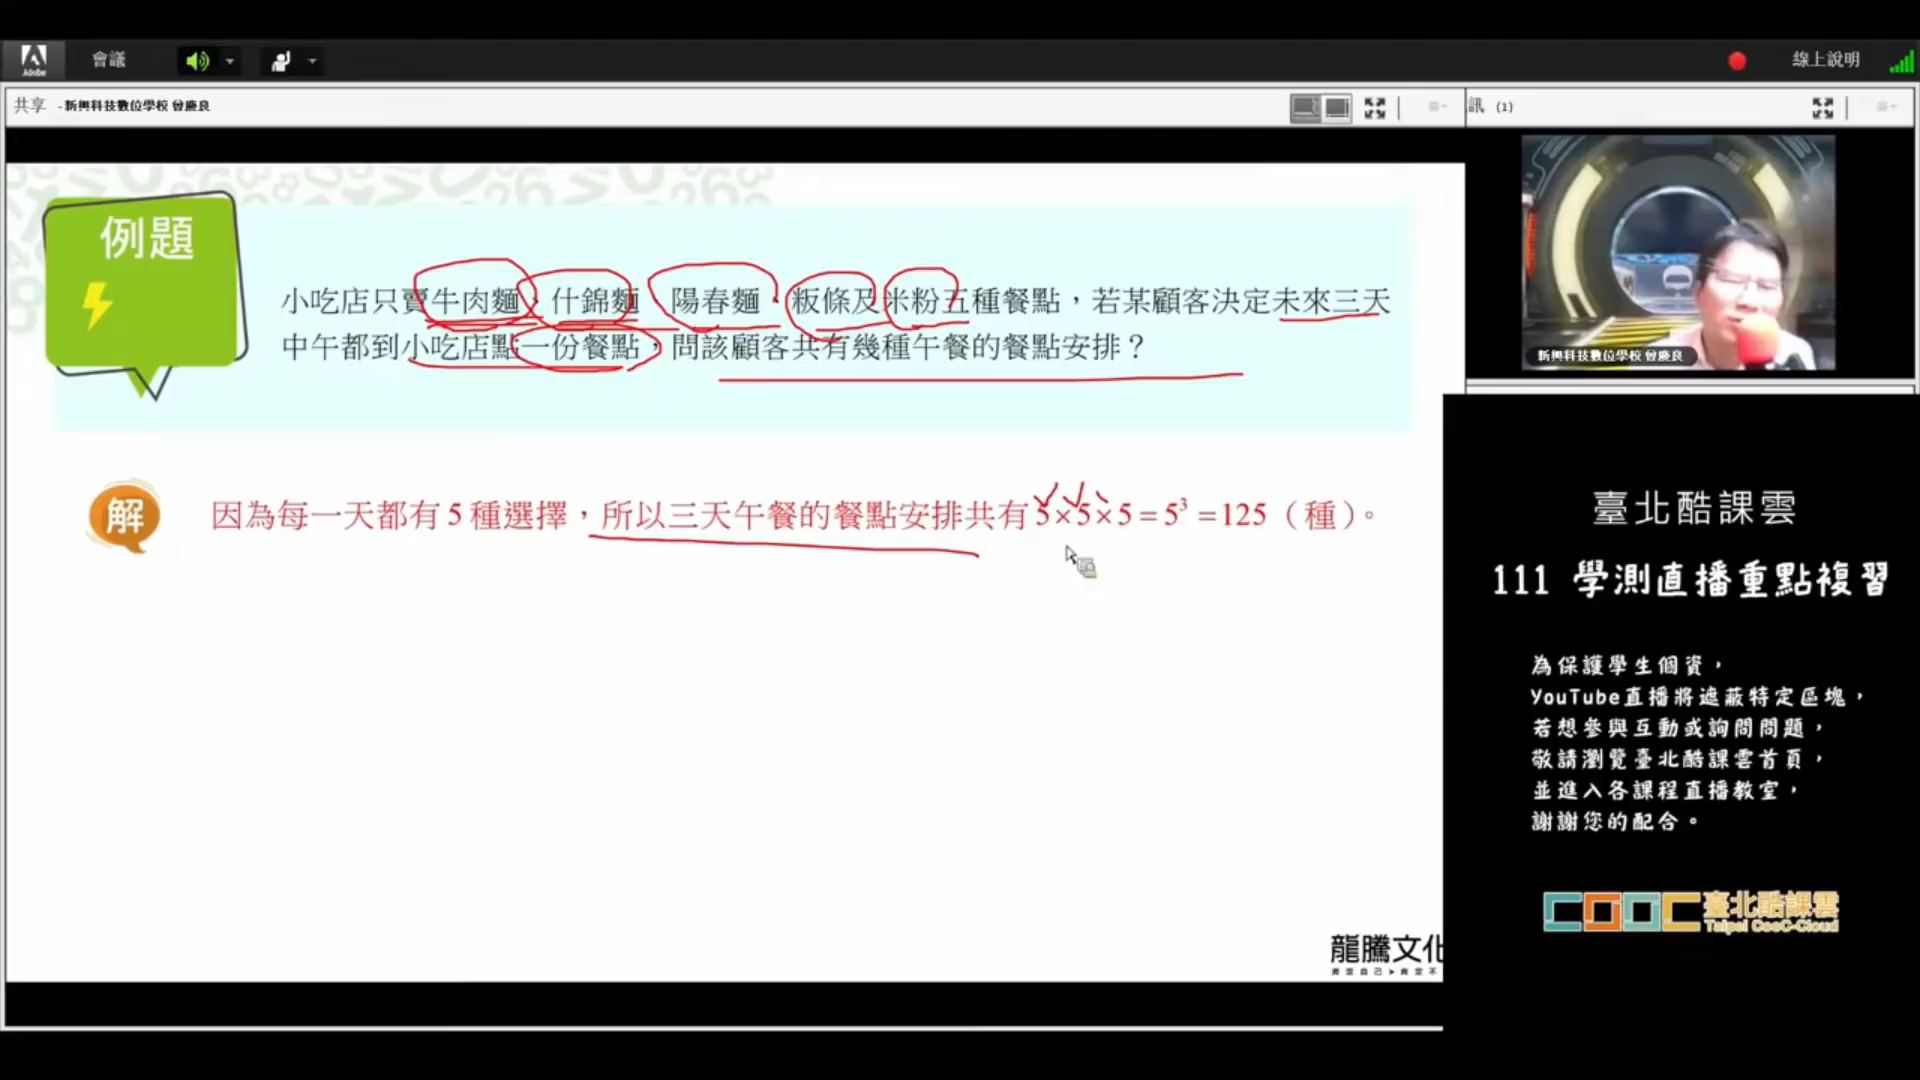 Adobe
會議
線上說明
共享 - 新興科技數位學校 曾慶良
訊 (1)
例題
小吃店只賣牛肉麵、什錦麵、陽春麵、粄條及米粉五種餐點，若某顧客決定未來三天
中午都到小吃店點一份餐點，問該顧客共有幾種午餐的餐點安排？
新興科技數位學校 曾慶良
解
因為每一天都有 5 種選擇，所以三天午餐的餐點安排共有 5×5×5=5³=125（種）。
臺北酷課雲
111 學測直播重點複習
為保護學生個資，
YouTube直播將遮蔽特定區塊，
若想參與互動或詢問問題，
敬請瀏覽臺北酷課雲首頁，
並進入各課程直播教室，
謝謝您的配合。
COOC 臺北酷課雲
Taipei CooC-Cloud
龍騰文化
肯定自己 ▸ 肯定不